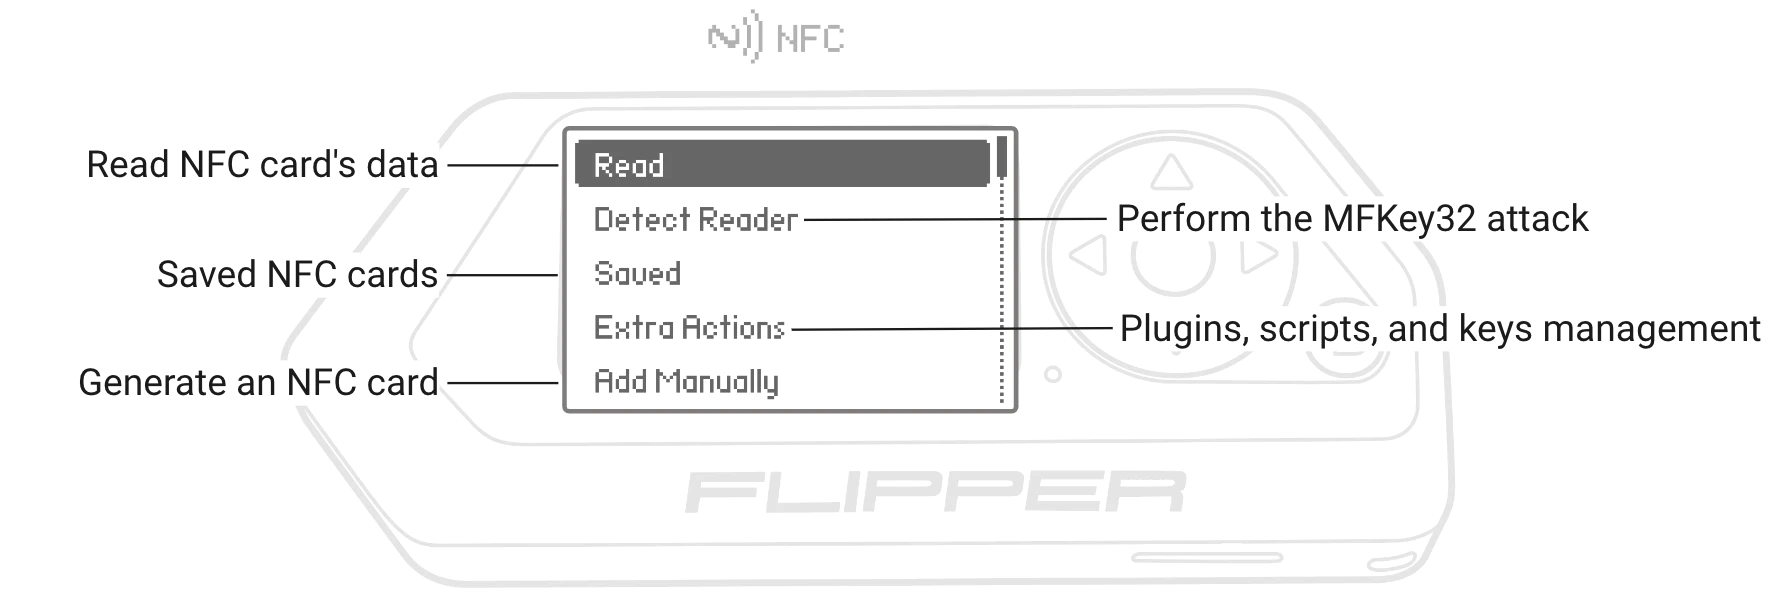 NFC
Read NFC card's data
Read
Detect Reader
Perform the MFKey32 attack
Saved NFC cards
Saved
Extra Actions
Plugins, scripts, and keys management
Generate an NFC card
Add Manually
FLIPPER